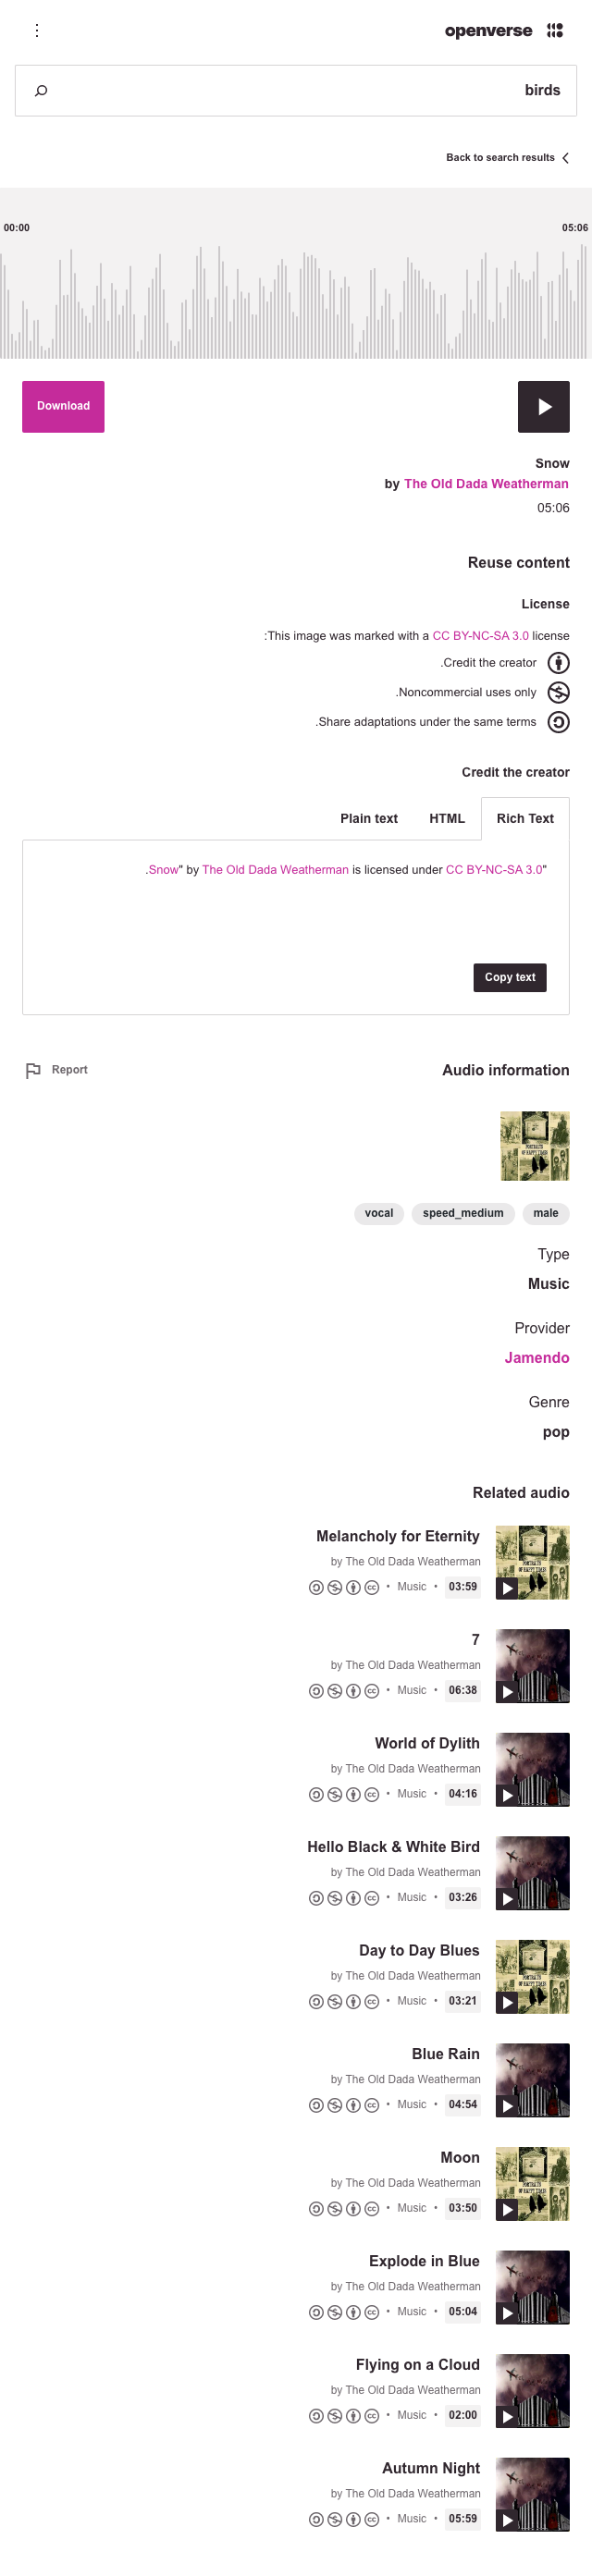 openverse
birds
Back to search results
00:00
05:06
Download
Snow
by The Old Dada Weatherman
05:06
Reuse content
License
:This image was marked with a CC BY-NC-SA 3.0 license
.Credit the creator
.Noncommercial uses only
.Share adaptations under the same terms
Credit the creator
Plain text HTML Rich Text
.Snow" by The Old Dada Weatherman is licensed under CC BY-NC-SA 3.0"
Copy text
Report
Audio information
PORTRAITS
OF HAPPY TIMES
vocal speed_medium male
Type
Music
Provider
Jamendo
Genre
pop
Related audio
Melancholy for Eternity
by The Old Dada Weatherman
• Music • 03:59
7
by The Old Dada Weatherman
• Music • 06:38
World of Dylith
by The Old Dada Weatherman
• Music • 04:16
Hello Black & White Bird
by The Old Dada Weatherman
• Music • 03:26
Day to Day Blues
by The Old Dada Weatherman
• Music • 03:21
Blue Rain
by The Old Dada Weatherman
• Music • 04:54
Moon
by The Old Dada Weatherman
• Music • 03:50
Explode in Blue
by The Old Dada Weatherman
• Music • 05:04
Flying on a Cloud
by The Old Dada Weatherman
• Music • 02:00
Autumn Night
by The Old Dada Weatherman
• Music • 05:59